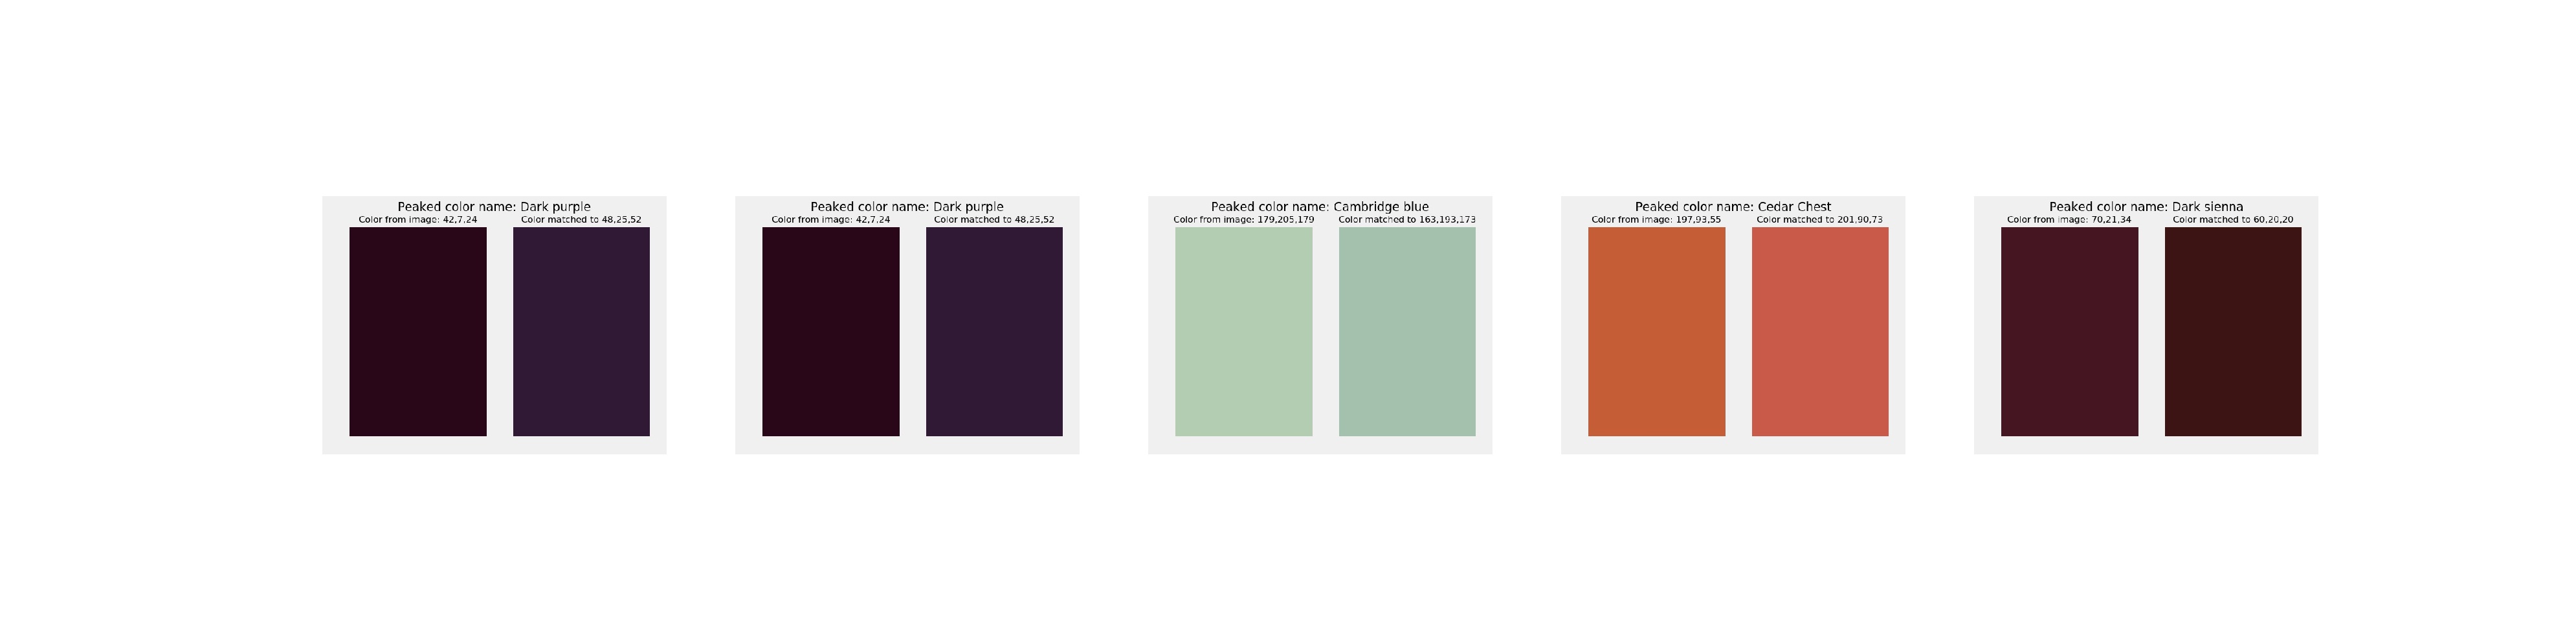 Peaked color name: Dark purple
Color from image: 42,7,24
Color matched to 48,25,52
Peaked color name: Dark purple
Color from image: 42,7,24
Color matched to 48,25,52
Peaked color name: Cambridge blue
Color from image: 179,205,179
Color matched to 163,193,173
Peaked color name: Cedar Chest
Color from image: 197,93,55
Color matched to 201,90,73
Peaked color name: Dark sienna
Color from image: 70,21,34
Color matched to 60,20,20